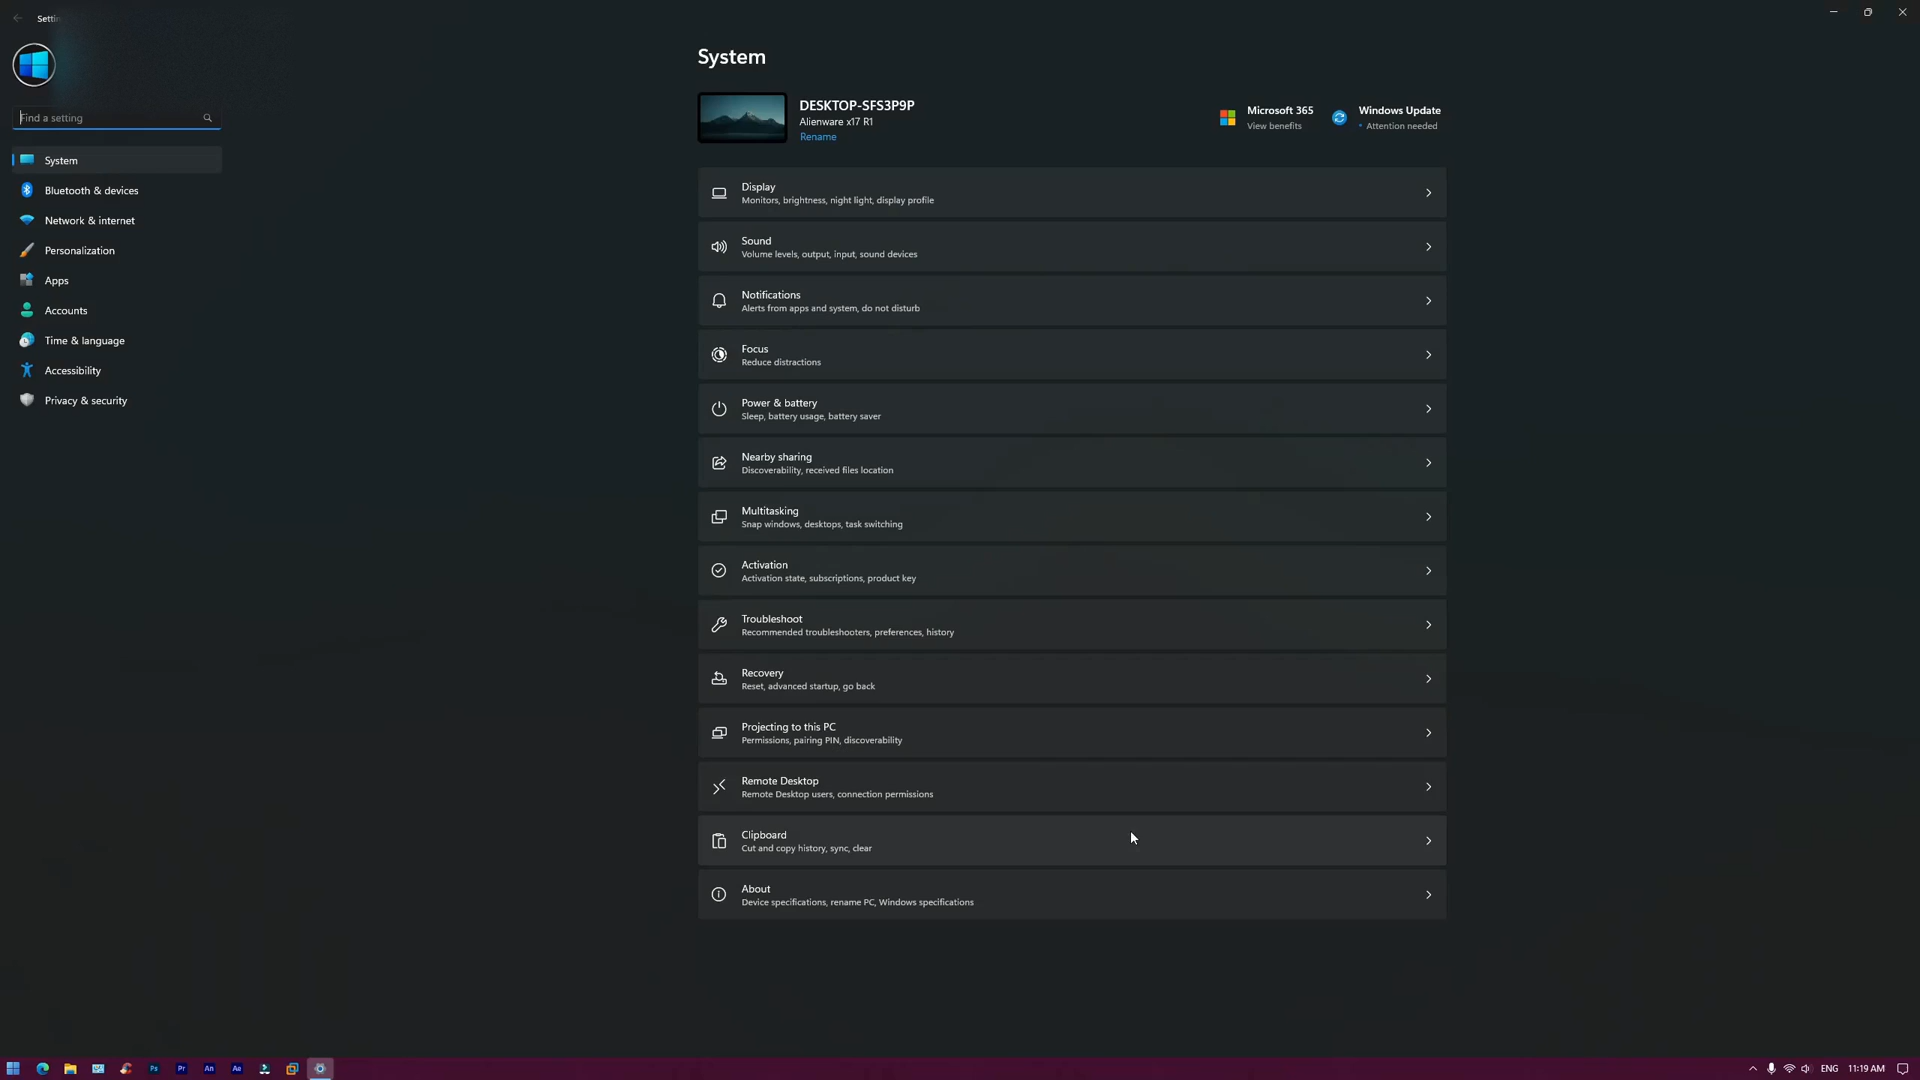 Find a setting
System
Bluetooth & devices
Network & internet
Personalization
Apps
Accounts
Time & language
Accessibility
Privacy & security
System
DESKTOP-SFS3P9P
Alienware x17 R1
Rename
Microsoft 365
View benefits
Windows Update
Attention needed
Display
Monitors, brightness, night light, display profile
Sound
Volume levels, output, input, sound devices
Notifications
Alerts from apps and system, do not disturb
Focus
Reduce distractions
Power & battery
Sleep, battery usage, battery saver
Nearby sharing
Discoverability, received files location
Multitasking
Snap windows, desktops, task switching
Activation
Activation state, subscriptions, product key
Troubleshoot
Recommended troubleshooters, preferences, history
Recovery
Reset, advanced startup, go back
Projecting to this PC
Permissions, pairing PIN, discoverability
Remote Desktop
Remote Desktop users, connection permissions
Clipboard
Cut and copy history, sync, clear
About
Device specifications, rename PC, Windows specifications
Ps Pr An Ae
ENG 11:19 AM